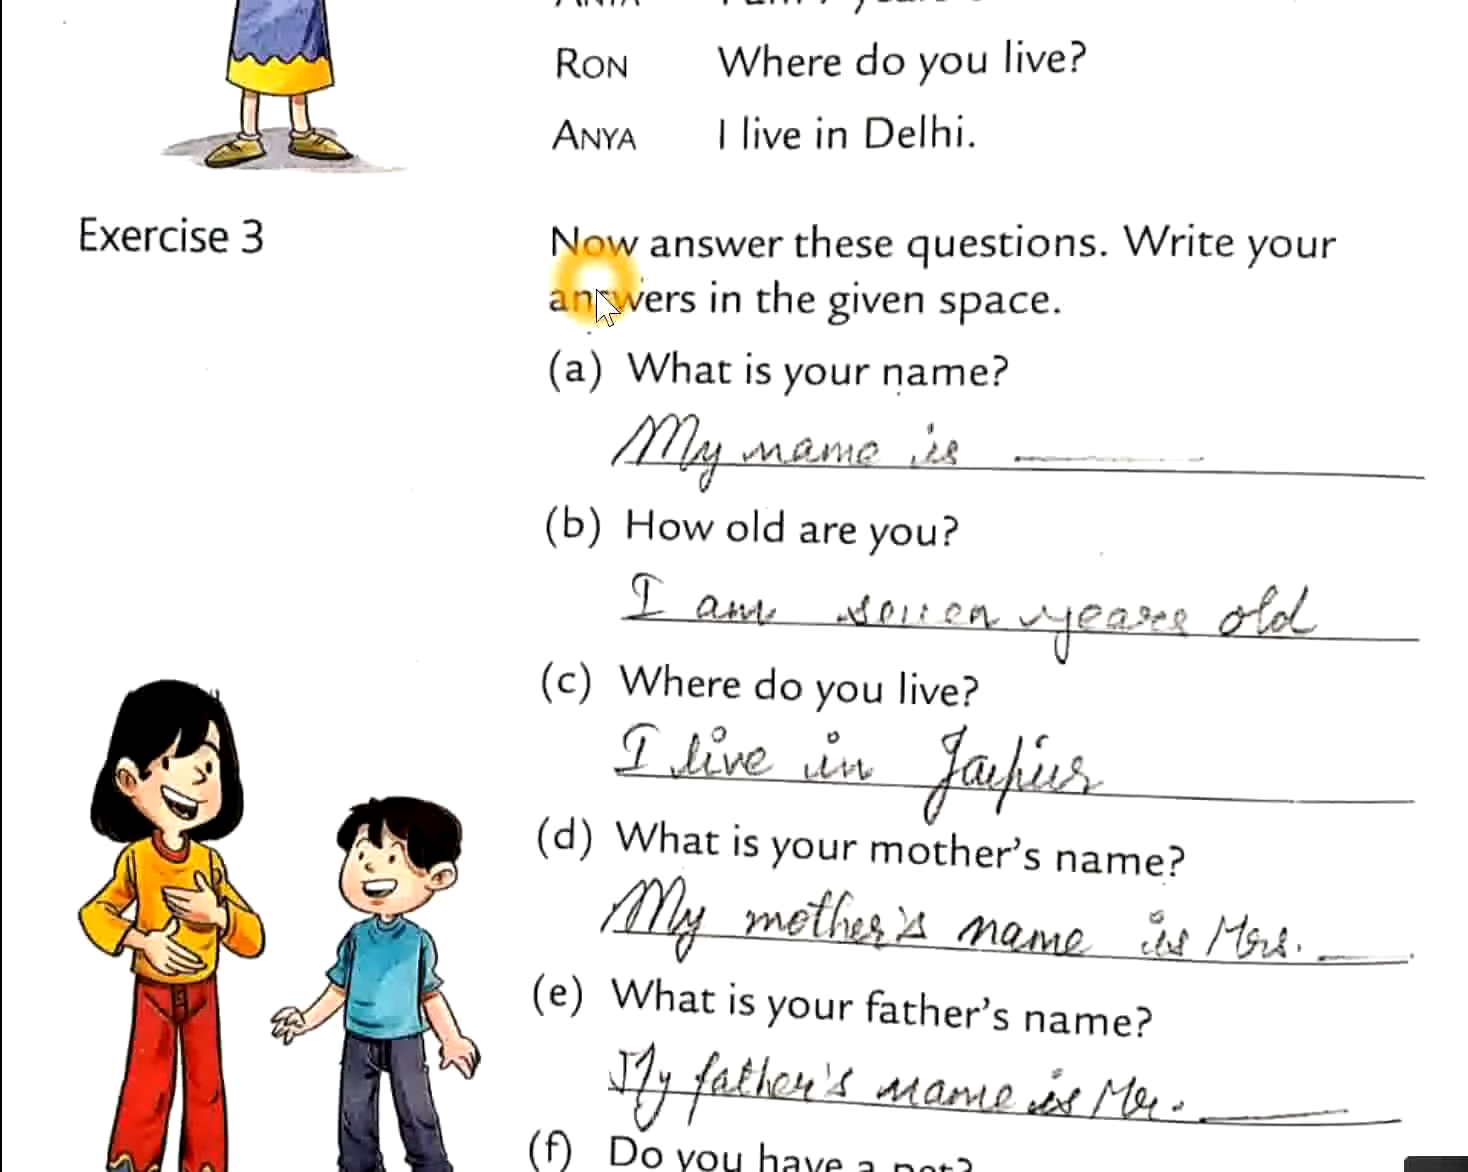 RON Where do you live?
ANYA I live in Delhi.
Exercise 3
Now answer these questions. Write your
answers in the given space.
(a) What is your name?
My name is
(b) How old are you?
I am seven years old
(c) Where do you live?
I live in Jaipur
(d) What is your mother's name?
My mother's name is Mrs.
(e) What is your father's name?
My father's name is Mr.
(f) Do you have a pet?